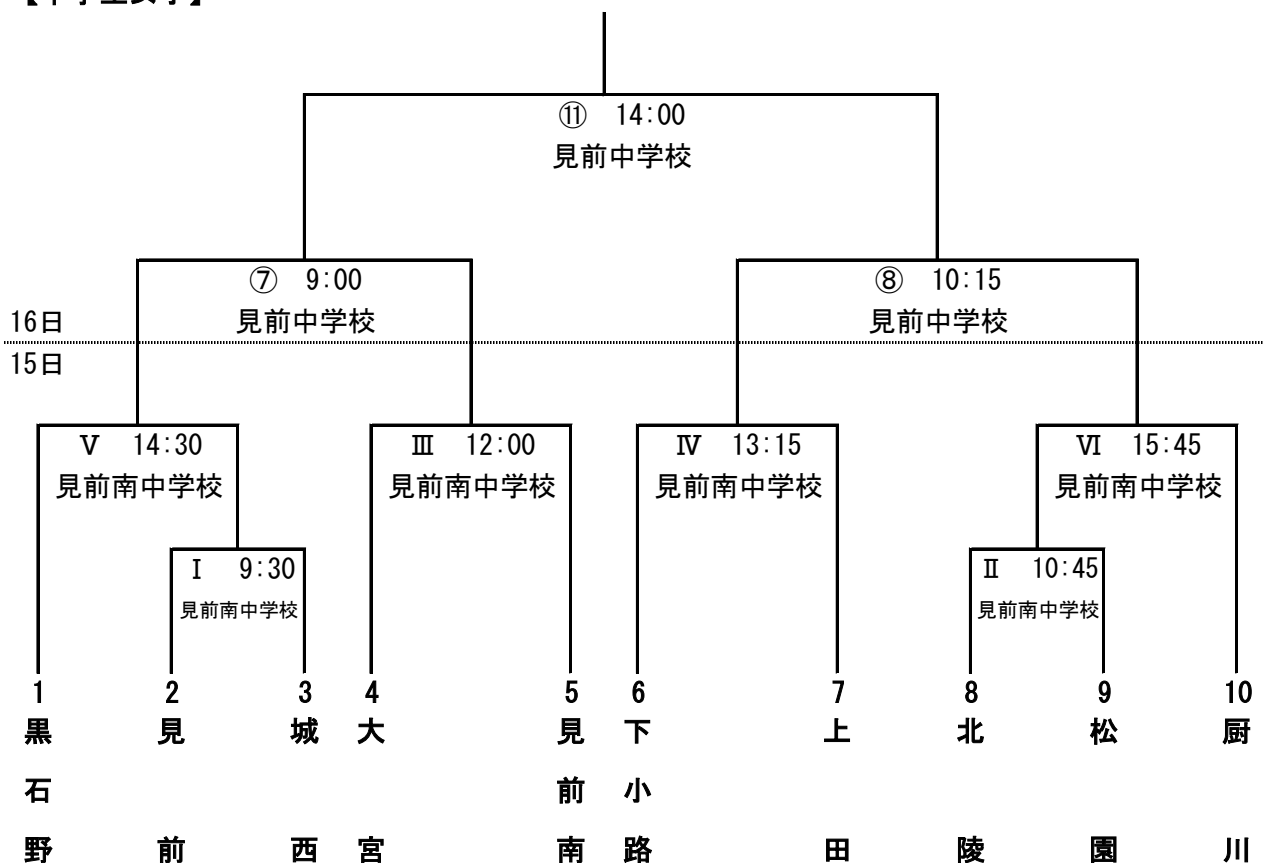 ⑪ 14:00
見前中学校
⑦ 9:00
見前中学校
⑧ 10:15
見前中学校
16日
15日
Ⅴ 14:30
見前南中学校
Ⅲ 12:00
見前南中学校
Ⅳ 13:15
見前南中学校
Ⅵ 15:45
見前南中学校
Ⅰ 9:30
見前南中学校
Ⅱ 10:45
見前南中学校
1 2 3 4 5 6 7 8 9 10
黒石野
見前
城西
大宮
見前南
下小路
上田
北陵
松園
厨川